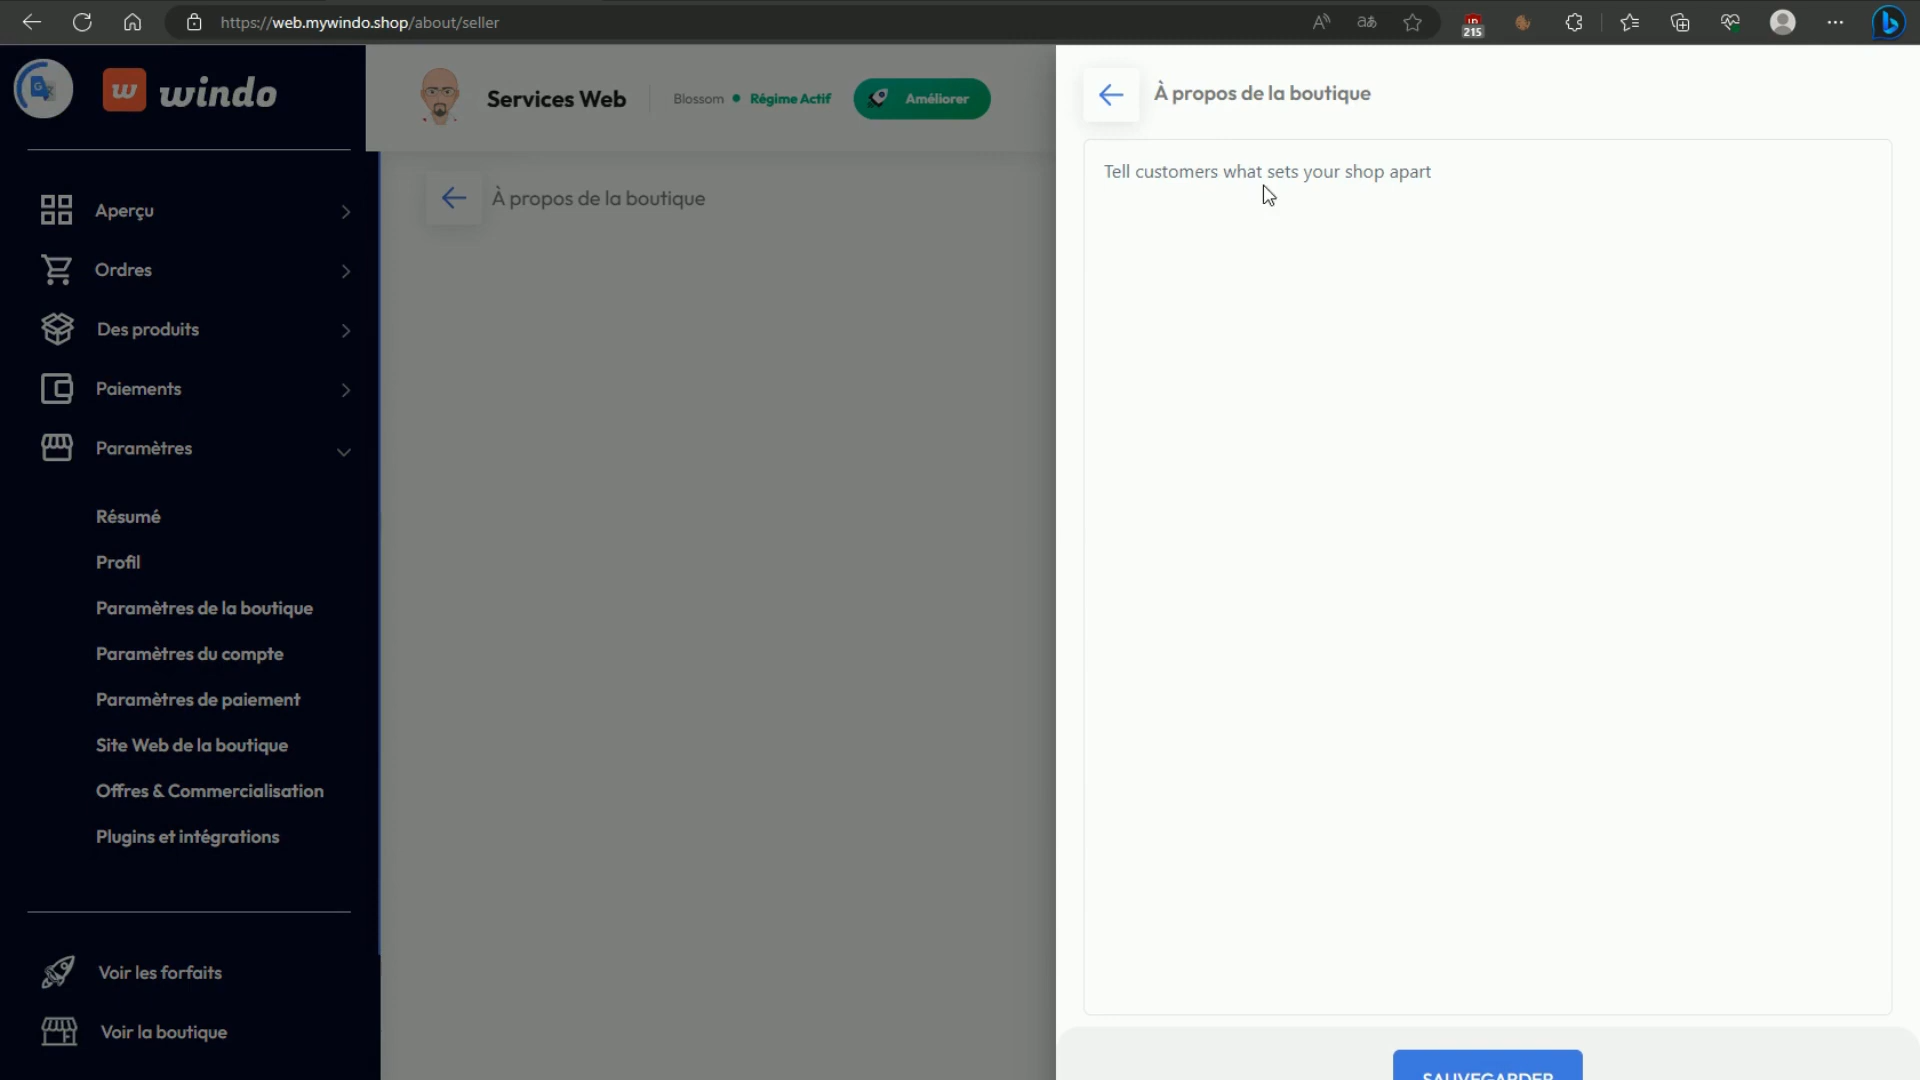 https://web.mywindo.shop/about/seller
215
w windo
Services Web
Blossom
Régime Actif
Améliorer
Aperçu
Ordres
Des produits
Paiements
Paramètres
Résumé
Profil
Paramètres de la boutique
Paramètres du compte
Paramètres de paiement
Site Web de la boutique
Offres & Commercialisation
Plugins et intégrations
Voir les forfaits
Voir la boutique
À propos de la boutique
À propos de la boutique
Tell customers what sets your shop apart
SAUVEGARDER